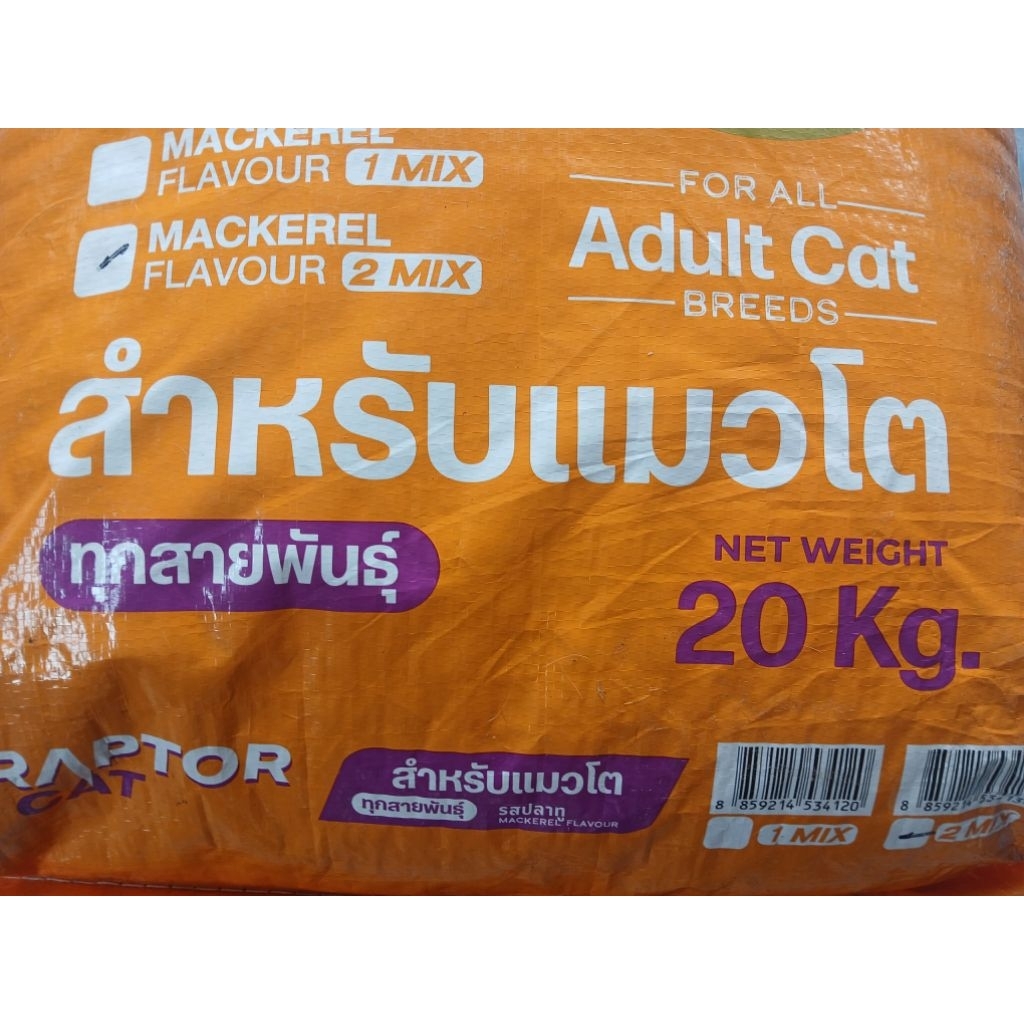 MACKEREL
FLAVOUR 1 MIX
MACKEREL
FLAVOUR 2 MIX
FOR ALL
Adult Cat
BREEDS
สำหรับแมวโต
ทุกสายพันธุ์
NET WEIGHT
20 Kg.
RAPTOR
CAT
สำหรับแมวโต
ทุกสายพันธุ์
รสปลาทู
MACKEREL FLAVOUR
8 859214 534120
1 MIX
8 859214
2 MIX